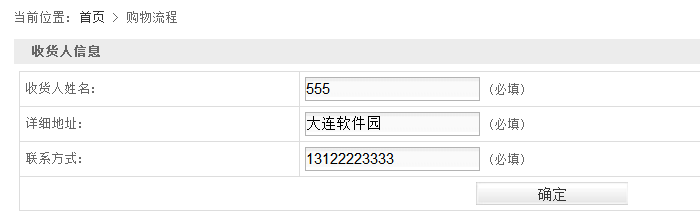 当前位置：首页 > 购物流程
收货人信息
收货人姓名： 555 （必填）
详细地址： 大连软件园 （必填）
联系方式： 13122223333 （必填）
确定